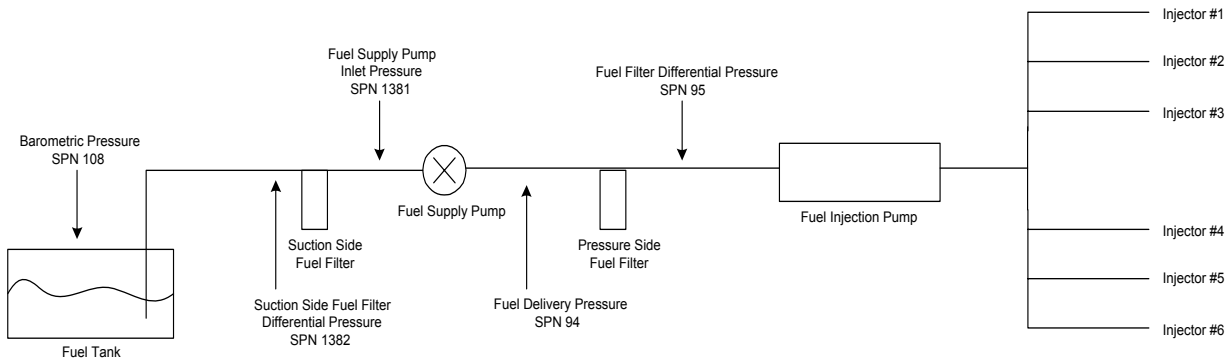 Barometric Pressure
SPN 108
Fuel Tank
Fuel Supply Pump
Inlet Pressure
SPN 1381
Suction Side
Fuel Filter
Suction Side Fuel Filter
Differential Pressure
SPN 1382
Fuel Supply Pump
Fuel Delivery Pressure
SPN 94
Fuel Filter Differential Pressure
SPN 95
Pressure Side
Fuel Filter
Fuel Injection Pump
Injector #1
Injector #2
Injector #3
Injector #4
Injector #5
Injector #6